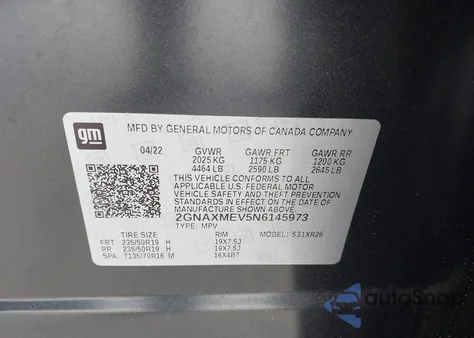 gm
MFD BY GENERAL MOTORS OF CANADA COMPANY
04/22 GVWR GAWR FRT GAWR RR
2025 KG 1175 KG 1200 KG
4464 LB 2590 LB 2645 LB
THIS VEHICLE CONFORMS TO ALL
APPLICABLE U.S. FEDERAL MOTOR
VEHICLE SAFETY AND THEFT PREVENTION
STANDARDS IN EFFECT ON THE DATE OF
MANUFACTURE SHOWN ABOVE.
2GNAXMEV5N6145973
TYPE: MPV
TIRE SIZE RIM MODEL: 531XR26
FRT: 235/50R19 H 19X7.5J
RR: 235/50R19 H 19X7.5J
SPA: T135/70R16 M 16X4BT
autoSnap